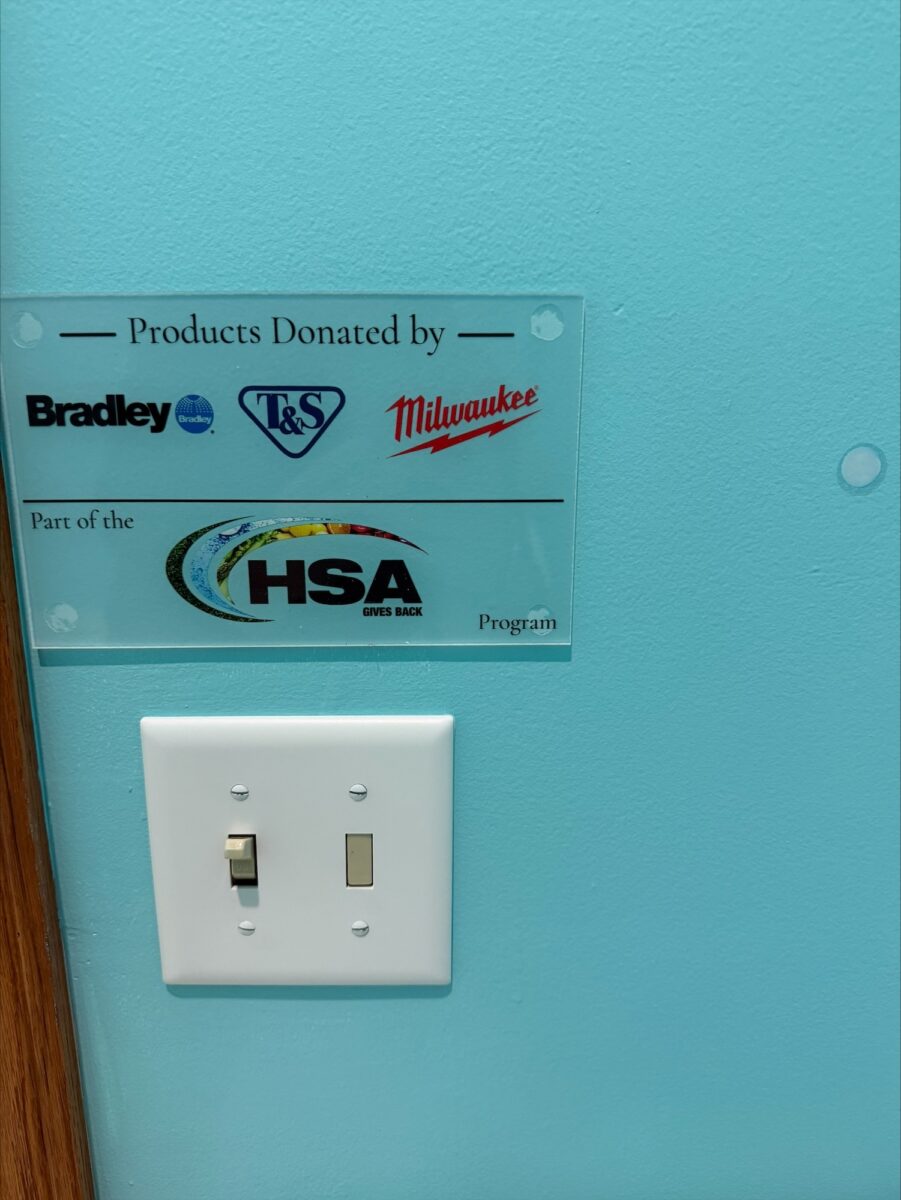 Products Donated by
Bradley Bradley T&S Milwaukee
Part of the
HSA
GIVES BACK
Program